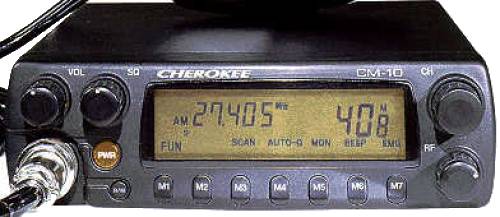 VOL SQ CHEROKEE CM-10 CH
AM 27.405 MHz 40 M 8
FUN SCAN AUTO-Q MON BEEP EMG
PWR RF
M1 M2 M3 M4 M5 M6 M7